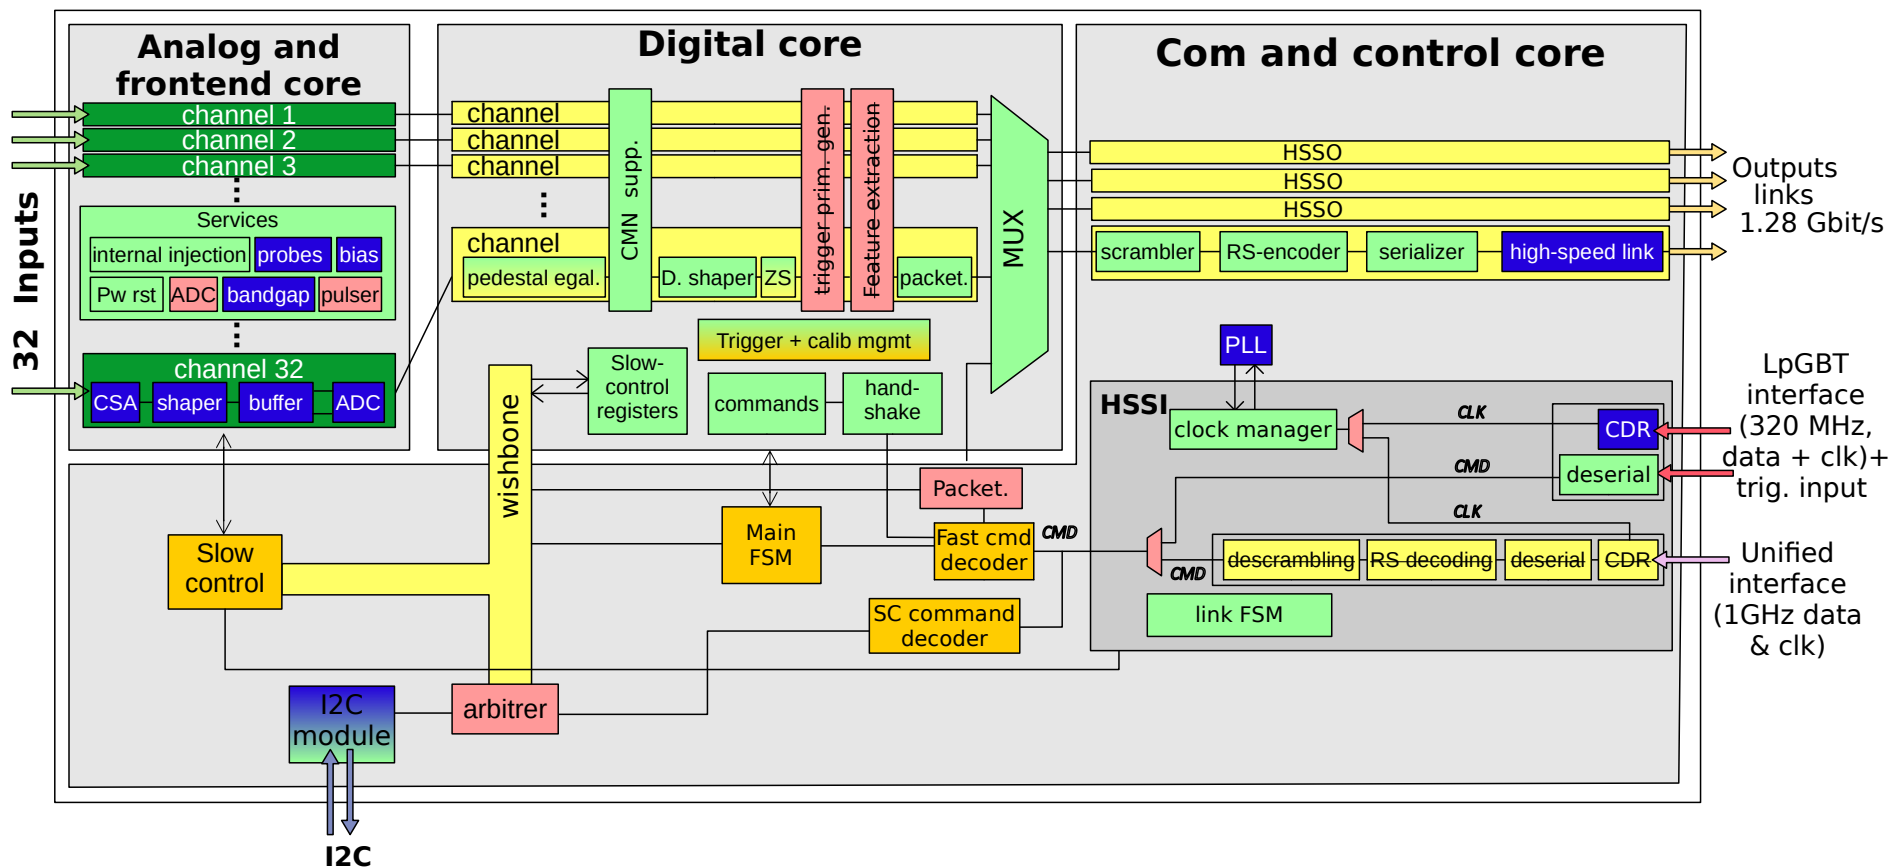 Analog and
frontend core
Digital core
Com and control core
32 Inputs
channel 1
channel 2
channel 3
Services
internal injection
probes
bias
Pw rst
ADC
bandgap
pulser
channel 32
CSA
shaper
buffer
ADC
channel
channel
channel
channel
pedestal egal.
CMN supp.
D. shaper
ZS
trigger prim. gen.
Feature extraction
packet.
MUX
Trigger + calib mgmt
Slow-
control
registers
commands
hand-
shake
wishbone
HSSO
HSSO
HSSO
scrambler
RS-encoder
serializer
high-speed link
Outputs
links
1.28 Gbit/s
PLL
HSSI
clock manager
CLK
CDR
CMD
deserial
CLK
LpGBT
interface
(320 MHz,
data + clk)+
trig. input
Packet.
Main
FSM
Fast cmd
decoder
CMD
CMD
descrambling
RS decoding
deserial
CDR
link FSM
Unified
interface
(1GHz data
& clk)
Slow
control
SC command
decoder
I2C
module
arbitrer
I2C